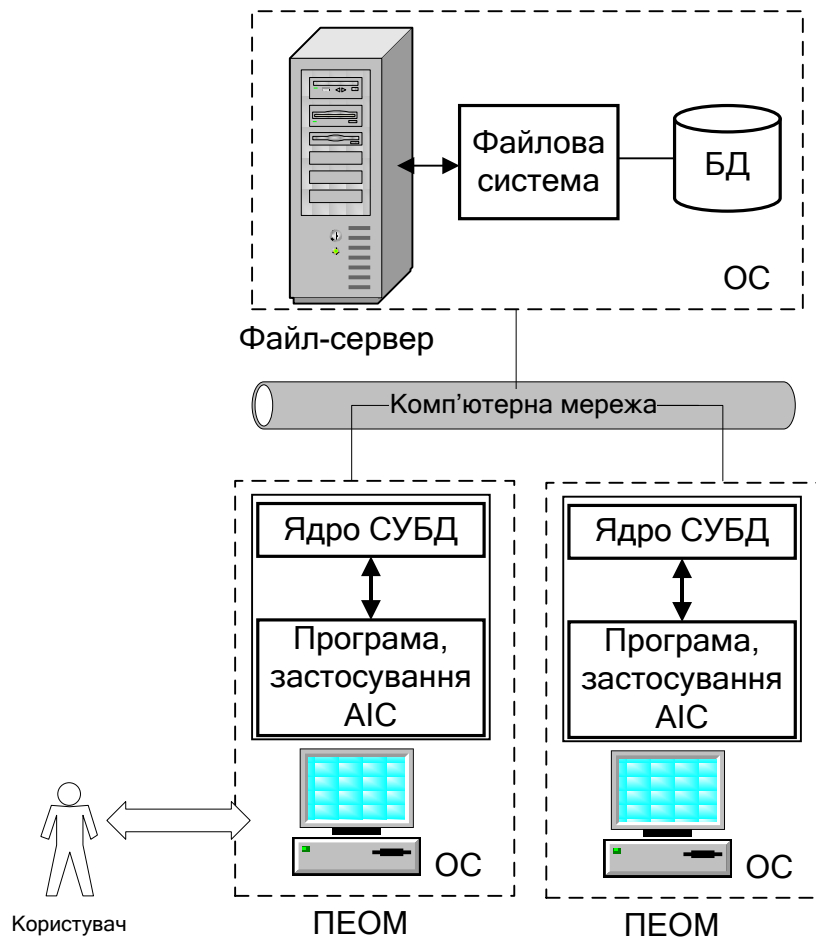 Файлова
система
БД
ОС
Файл-сервер
Комп’ютерна мережа
Ядро СУБД
Програма,
застосування
АІС
ОС
ПЕОМ
Ядро СУБД
Програма,
застосування
АІС
ОС
ПЕОМ
Користувач